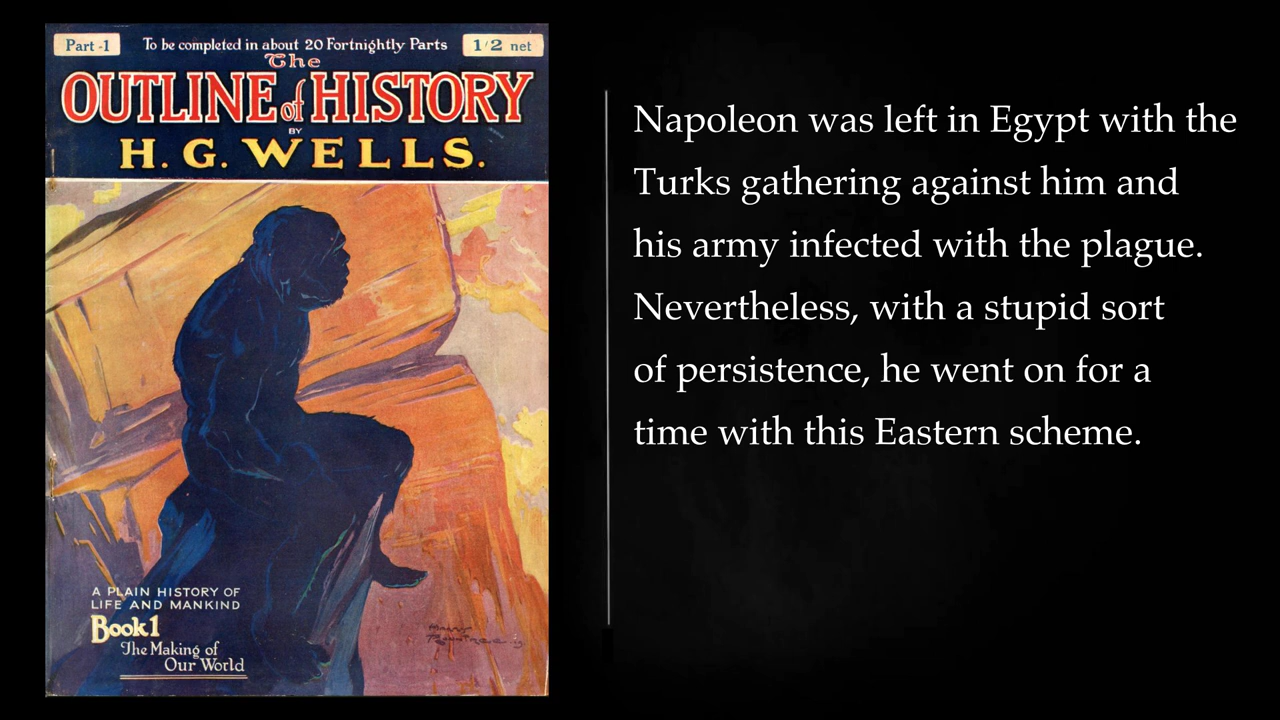 Part -1
To be completed in about 20 Fortnightly Parts
1/2 net
The
OUTLINE of HISTORY
BY
H. G. WELLS.
A PLAIN HISTORY OF
LIFE AND MANKIND
Book 1
The Making of
Our World
Napoleon was left in Egypt with the
Turks gathering against him and
his army infected with the plague.
Nevertheless, with a stupid sort
of persistence, he went on for a
time with this Eastern scheme.